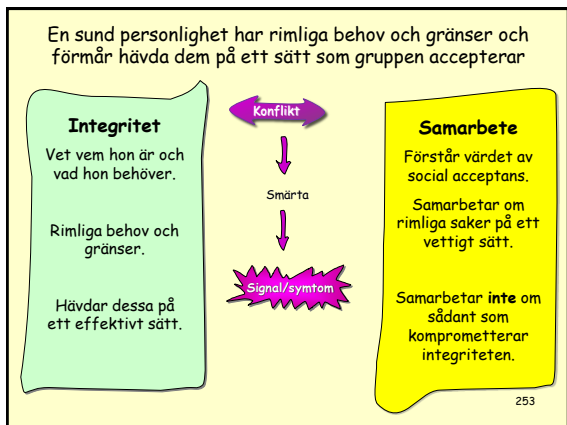 En sund personlighet har rimliga behov och gränser och
förmår hävda dem på ett sätt som gruppen accepterar
Integritet
Vet vem hon är och
vad hon behöver.
Rimliga behov och
gränser.
Hävdar dessa på
ett effektivt sätt.
Konflikt
Smärta
Signal/symtom
Samarbete
Förstår värdet av
social acceptans.
Samarbetar om
rimliga saker på ett
vettigt sätt.
Samarbetar inte om
sådant som
komprometterar
integriteten.
253